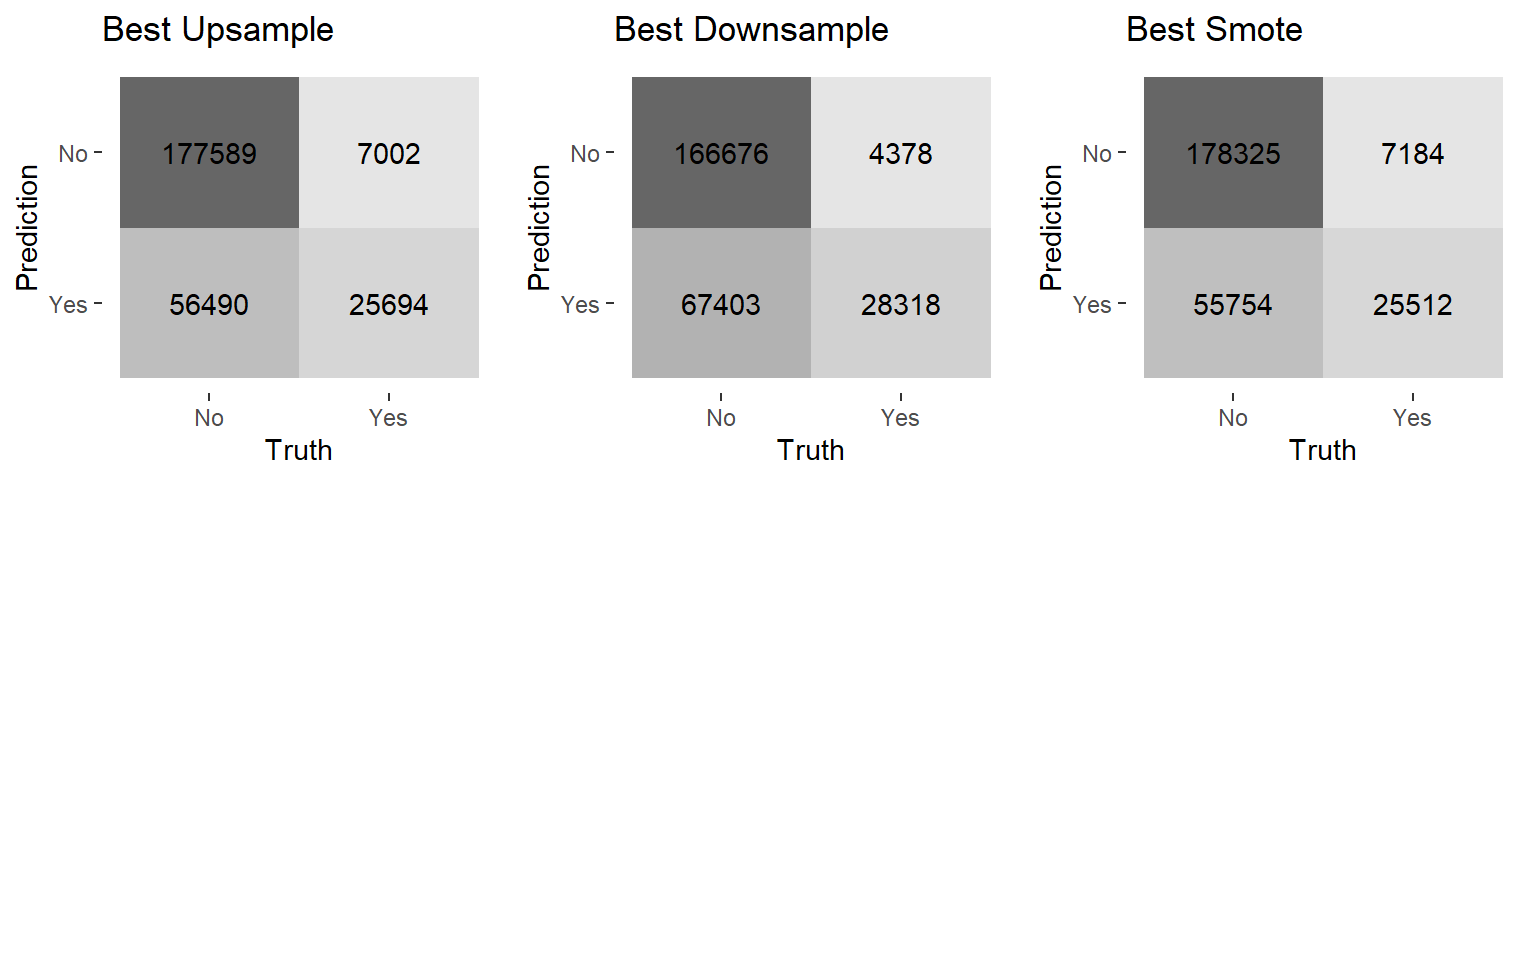 Best Upsample
Prediction
No
Yes
177589
7002
56490
25694
No
Yes
Truth
Best Downsample
Prediction
No
Yes
166676
4378
67403
28318
No
Yes
Truth
Best Smote
Prediction
No
Yes
178325
7184
55754
25512
No
Yes
Truth